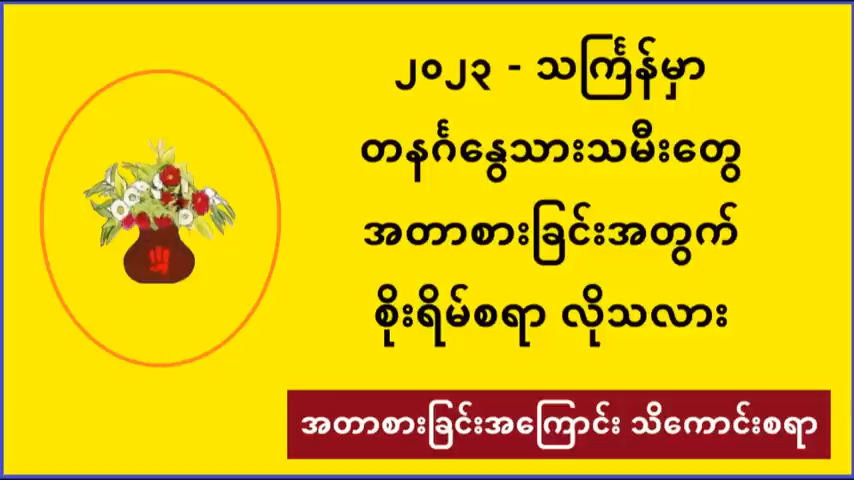 ၂၀၂၃ - သင်္ကြန်မှာ
တနင်္ဂနွေသားသမီးတွေ
အတာစားခြင်းအတွက်
စိုးရိမ်စရာ လိုသလား
အတာစားခြင်းအကြောင်း သိကောင်းစရာ